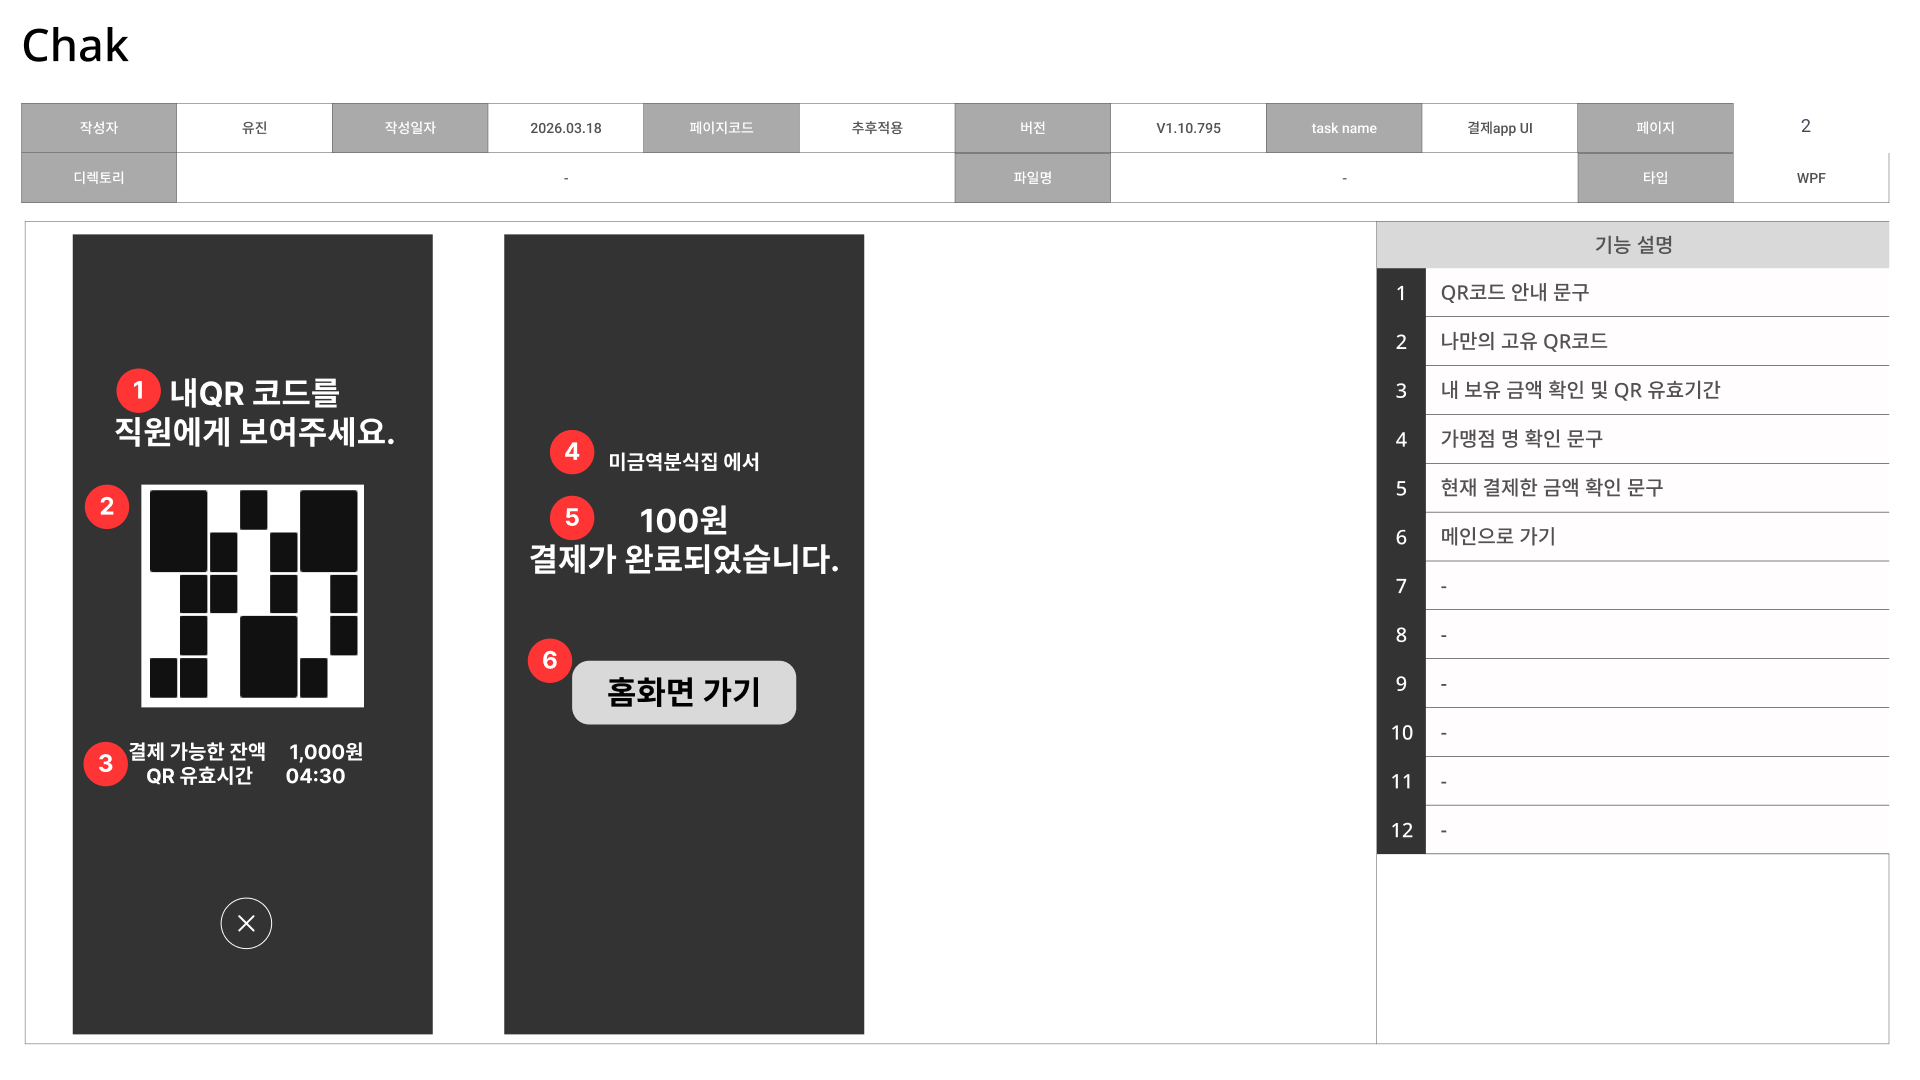 Chak
작성자 유진 작성일자 2026.03.18 페이지코드 추후적용 버전 V1.10.795 task name 결제app UI 페이지 2
디렉토리 - 파일명 - 타입 WPF
1 내QR 코드를
직원에게 보여주세요.
2
3 결제 가능한 잔액 1,000원
QR 유효시간 04:30
4 미금역분식집 에서
5 100원
결제가 완료되었습니다.
6 홈화면 가기
기능 설명
1 QR코드 안내 문구
2 나만의 고유 QR코드
3 내 보유 금액 확인 및 QR 유효기간
4 가맹점 명 확인 문구
5 현재 결제한 금액 확인 문구
6 메인으로 가기
7 -
8 -
9 -
10 -
11 -
12 -